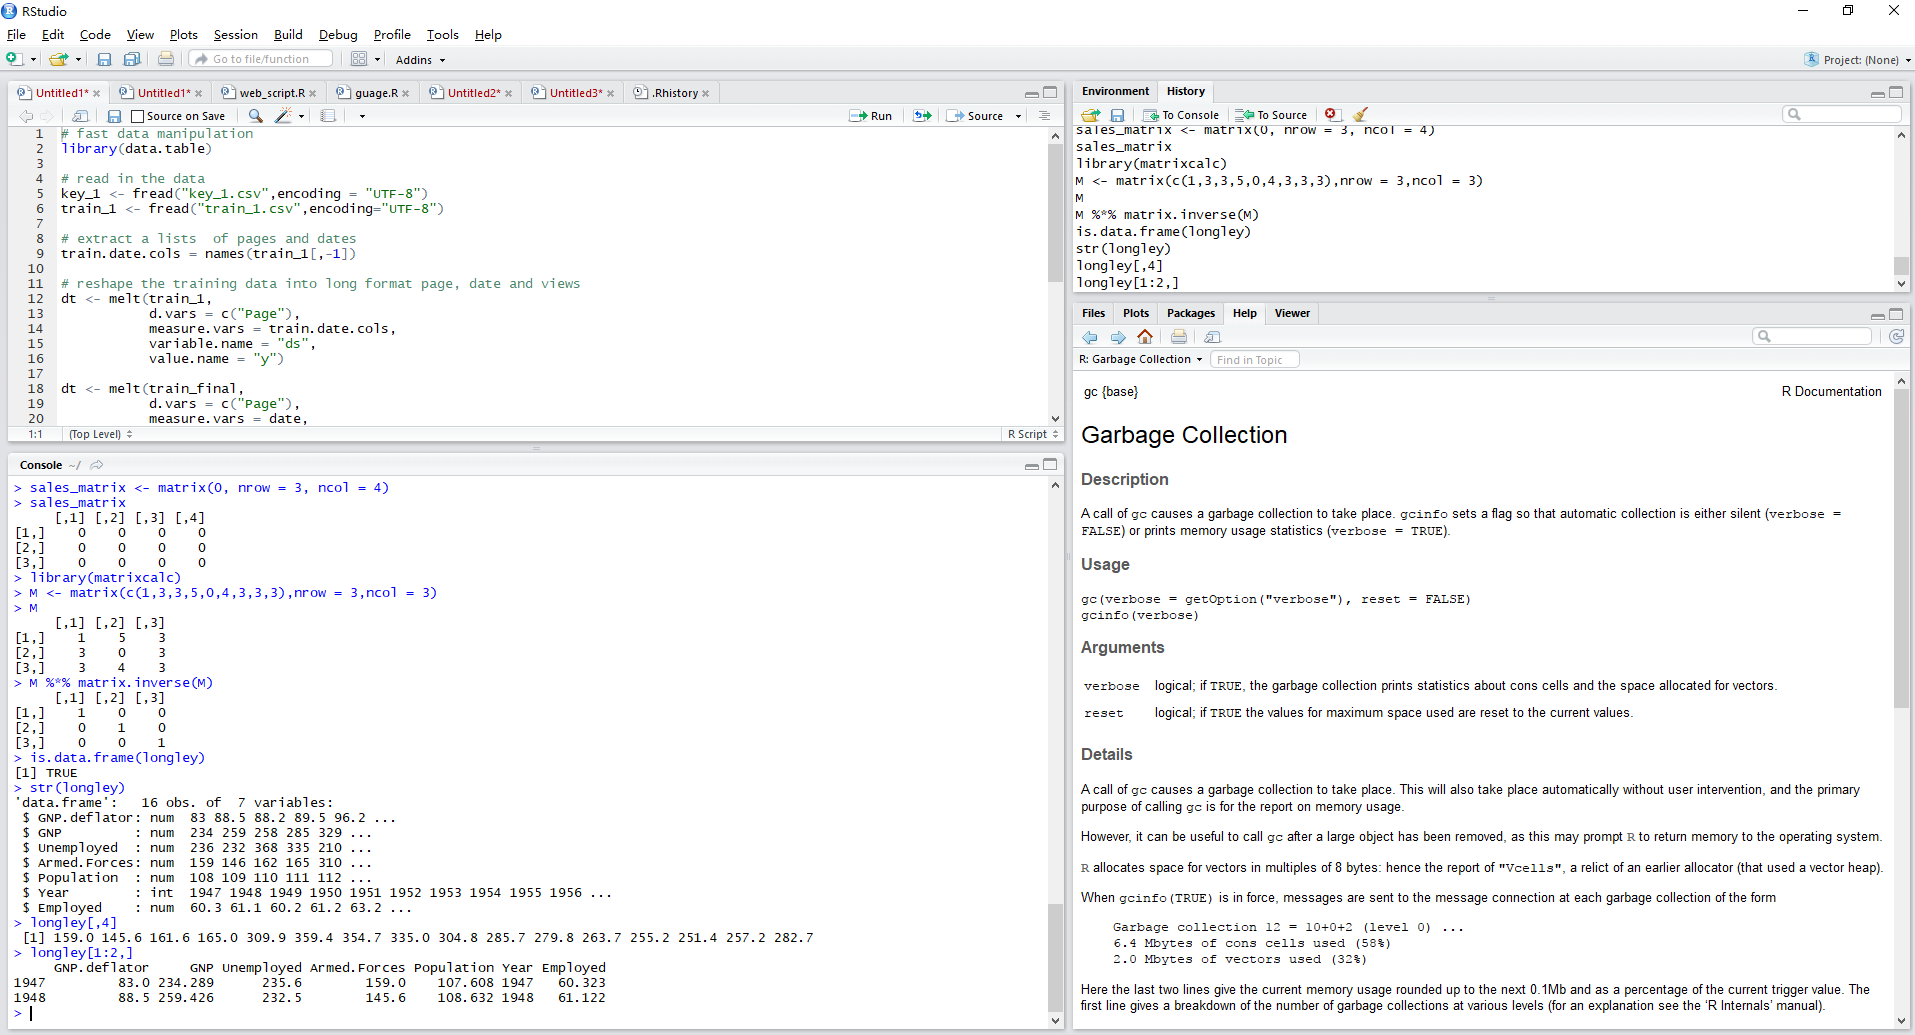 RStudio
File Edit Code View Plots Session Build Debug Profile Tools Help
Go to file/function Addins Project: (None)
Untitled1* Untitled1* web_script.R guage.R Untitled2* Untitled3* .Rhistory
Source on Save Run Source
1 # fast data manipulation
2 library(data.table)
3
4 # read in the data
5 key_1 <- fread("key_1.csv",encoding = "UTF-8")
6 train_1 <- fread("train_1.csv",encoding="UTF-8")
7
8 # extract a lists  of pages and dates
9 train.date.cols = names(train_1[,-1])
10
11 # reshape the training data into long format page, date and views
12 dt <- melt(train_1,
13            d.vars = c("Page"),
14            measure.vars = train.date.cols,
15            variable.name = "ds",
16            value.name = "y")
17
18 dt <- melt(train_final,
19            d.vars = c("Page"),
20            measure.vars = date,
1:1 (Top Level) R Script
Console ~/
> sales_matrix <- matrix(0, nrow = 3, ncol = 4)
> sales_matrix
     [,1] [,2] [,3] [,4]
[1,]    0    0    0    0
[2,]    0    0    0    0
[3,]    0    0    0    0
> library(matrixcalc)
> M <- matrix(c(1,3,3,5,0,4,3,3,3),nrow = 3,ncol = 3)
> M
     [,1] [,2] [,3]
[1,]    1    5    3
[2,]    3    0    3
[3,]    3    4    3
> M %*% matrix.inverse(M)
     [,1] [,2] [,3]
[1,]    1    0    0
[2,]    0    1    0
[3,]    0    0    1
> is.data.frame(longley)
[1] TRUE
> str(longley)
'data.frame':   16 obs. of  7 variables:
 $ GNP.deflator: num  83 88.5 88.2 89.5 96.2 ...
 $ GNP         : num  234 259 258 285 329 ...
 $ Unemployed  : num  236 232 368 335 210 ...
 $ Armed.Forces: num  159 146 162 165 310 ...
 $ Population  : num  108 109 110 111 112 ...
 $ Year        : int  1947 1948 1949 1950 1951 1952 1953 1954 1955 1956 ...
 $ Employed    : num  60.3 61.1 60.2 61.2 63.2 ...
> longley[,4]
 [1] 159.0 145.6 161.6 165.0 309.9 359.4 354.7 335.0 304.8 285.7 279.8 263.7 255.2 251.4 257.2 282.7
> longley[1:2,]
     GNP.deflator     GNP Unemployed Armed.Forces Population Year Employed
1947         83.0 234.289      235.6        159.0    107.608 1947   60.323
1948         88.5 259.426      232.5        145.6    108.632 1948   61.122
>
Environment History
To Console To Source
sales_matrix <- matrix(0, nrow = 3, ncol = 4)
sales_matrix
library(matrixcalc)
M <- matrix(c(1,3,3,5,0,4,3,3,3),nrow = 3,ncol = 3)
M
M %*% matrix.inverse(M)
is.data.frame(longley)
str(longley)
longley[,4]
longley[1:2,]
Files Plots Packages Help Viewer
R: Garbage Collection Find in Topic
gc {base} R Documentation
Garbage Collection
Description
A call of gc causes a garbage collection to take place. gcinfo sets a flag so that automatic collection is either silent (verbose =
FALSE) or prints memory usage statistics (verbose = TRUE).
Usage
gc(verbose = getOption("verbose"), reset = FALSE)
gcinfo(verbose)
Arguments
verbose logical; if TRUE, the garbage collection prints statistics about cons cells and the space allocated for vectors.
reset logical; if TRUE the values for maximum space used are reset to the current values.
Details
A call of gc causes a garbage collection to take place. This will also take place automatically without user intervention, and the primary
purpose of calling gc is for the report on memory usage.
However, it can be useful to call gc after a large object has been removed, as this may prompt R to return memory to the operating system.
R allocates space for vectors in multiples of 8 bytes: hence the report of "Vcells", a relict of an earlier allocator (that used a vector heap).
When gcinfo(TRUE) is in force, messages are sent to the message connection at each garbage collection of the form
Garbage collection 12 = 10+0+2 (level 0) ...
6.4 Mbytes of cons cells used (58%)
2.0 Mbytes of vectors used (32%)
Here the last two lines give the current memory usage rounded up to the next 0.1Mb and as a percentage of the current trigger value. The
first line gives a breakdown of the number of garbage collections at various levels (for an explanation see the ‘R Internals’ manual).